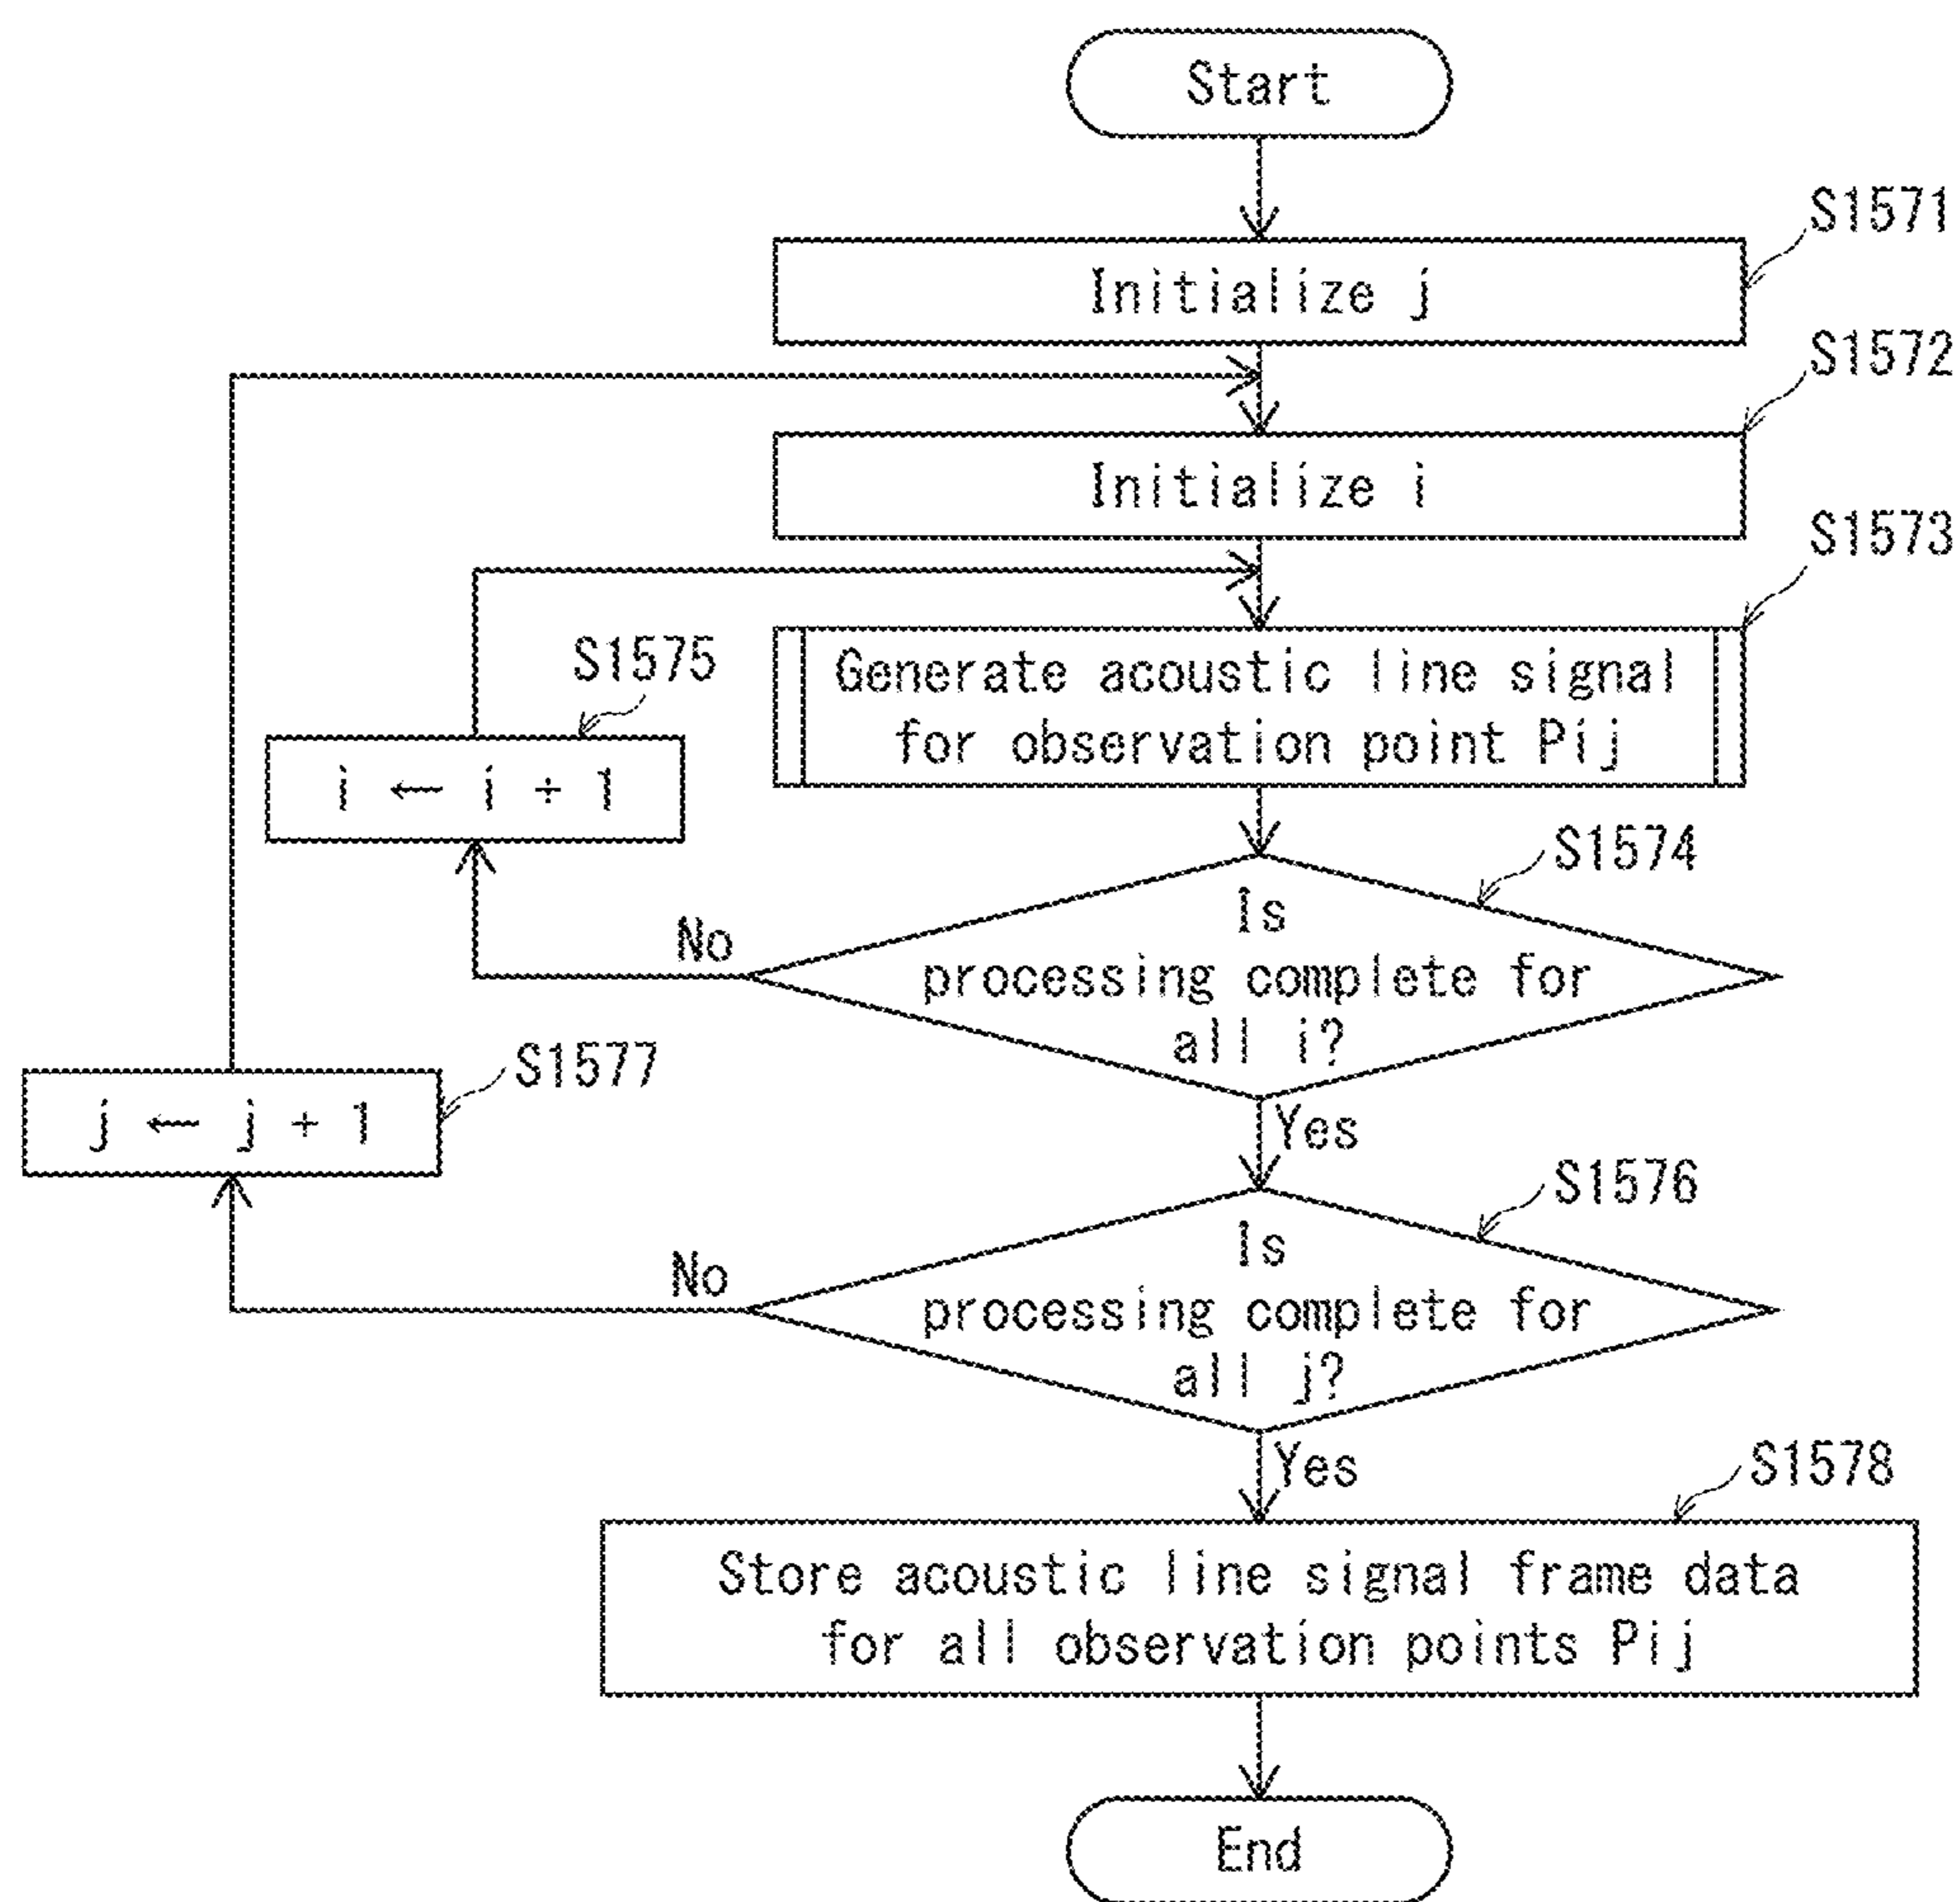 Start
S1571
Initialize j
S1572
Initialize i
S1573
Generate acoustic line signal
for observation point Pij
S1575
i ← i + 1
S1574
Is
processing complete for
all i?
No
Yes
S1577
j ← j + 1
S1576
Is
processing complete for
all j?
No
Yes
S1578
Store acoustic line signal frame data
for all observation points Pij
End